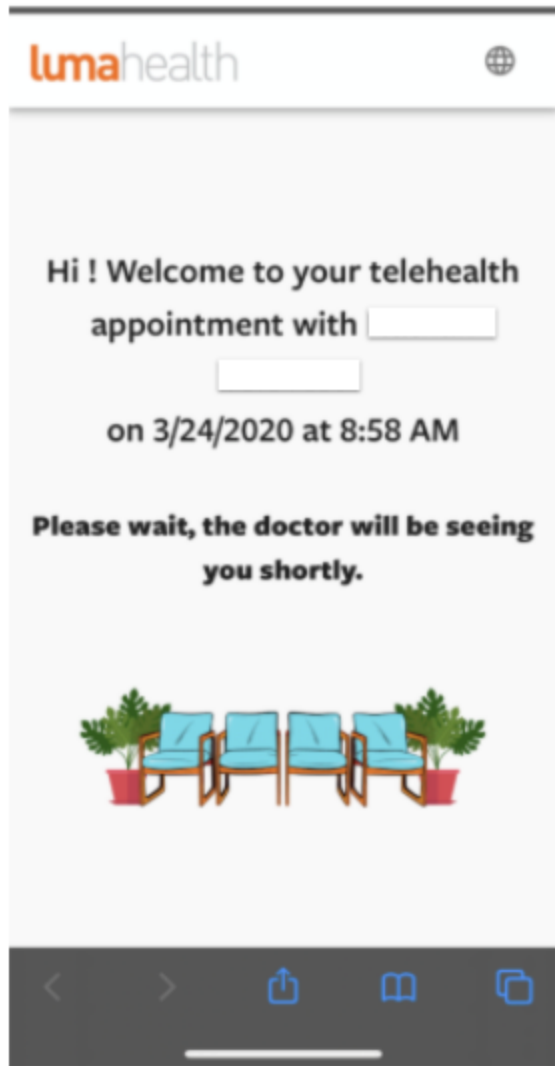 lumahealth
Hi ! Welcome to your telehealth
appointment with
on 3/24/2020 at 8:58 AM
Please wait, the doctor will be seeing
you shortly.